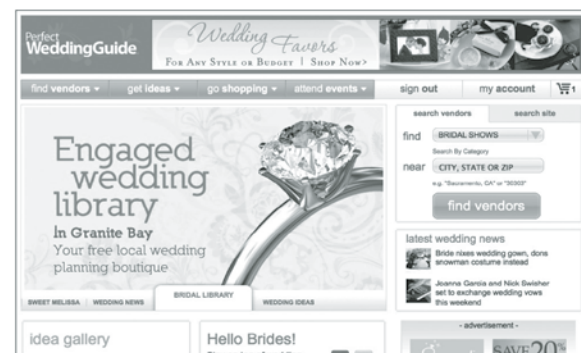 Perfect
WeddingGuide
Wedding Favors
FOR ANY STYLE OR BUDGET | SHOP NOW>
find vendors get ideas go shopping attend events sign out my account 1
Engaged
wedding
library
In Granite Bay
Your free local wedding
planning boutique
SWEET MELISSA | WEDDING NEWS BRIDAL LIBRARY WEDDING IDEAS
search vendors search site
find BRIDAL SHOWS
Search By Category
near CITY, STATE OR ZIP
e.g. "Sacramento, CA" or "30303"
find vendors
latest wedding news
Bride nixes wedding gown, dons
snowman costume instead
Joanna Garcia and Nick Swisher
set to exchange wedding vows
this weekend
idea gallery
Hello Brides!
- advertisement -
SAVE 20%